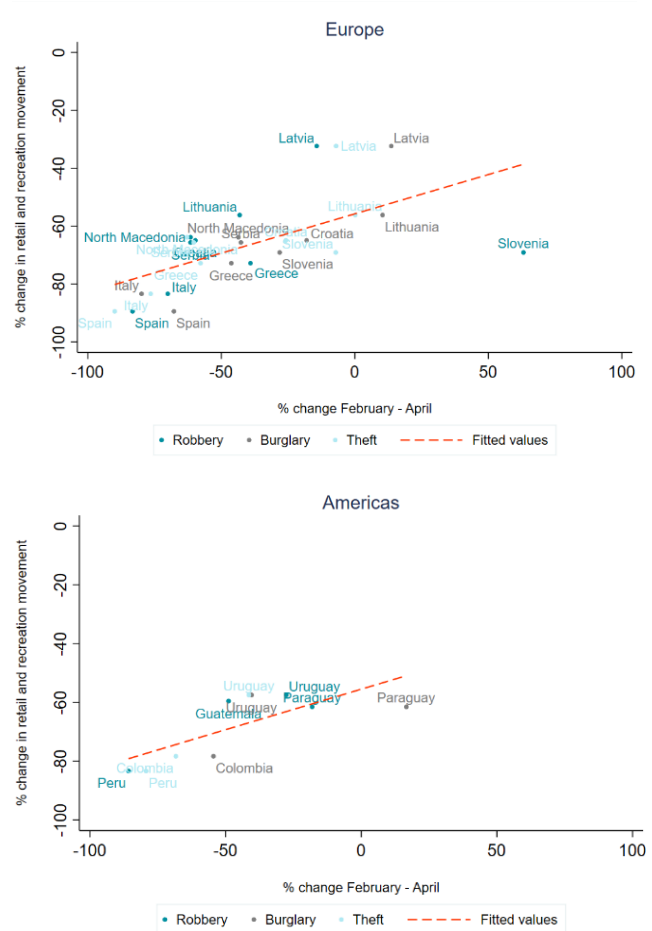 Europe
% change in retail and recreation movement
0
-20
-40
-60
-80
-100
Latvia
Latvia
Latvia
Lithuania
Lithuania
Lithuania
North Macedonia
Serbia
Croatia
Croatia
North Macedonia
North Macedonia
Slovenia
Slovenia
Slovenia
Serbia
Serbia
Greece
Greece
Greece
Italy
Italy
Italy
Spain
Spain
Spain
-100
-50
0
50
100
% change February - April
Robbery
Burglary
Theft
Fitted values
Americas
% change in retail and recreation movement
0
-20
-40
-60
-80
-100
Uruguay
Uruguay
Paraguay
Paraguay
Uruguay
Guatemala
Colombia
Colombia
Peru
Peru
-100
-50
0
50
100
% change February - April
Robbery
Burglary
Theft
Fitted values